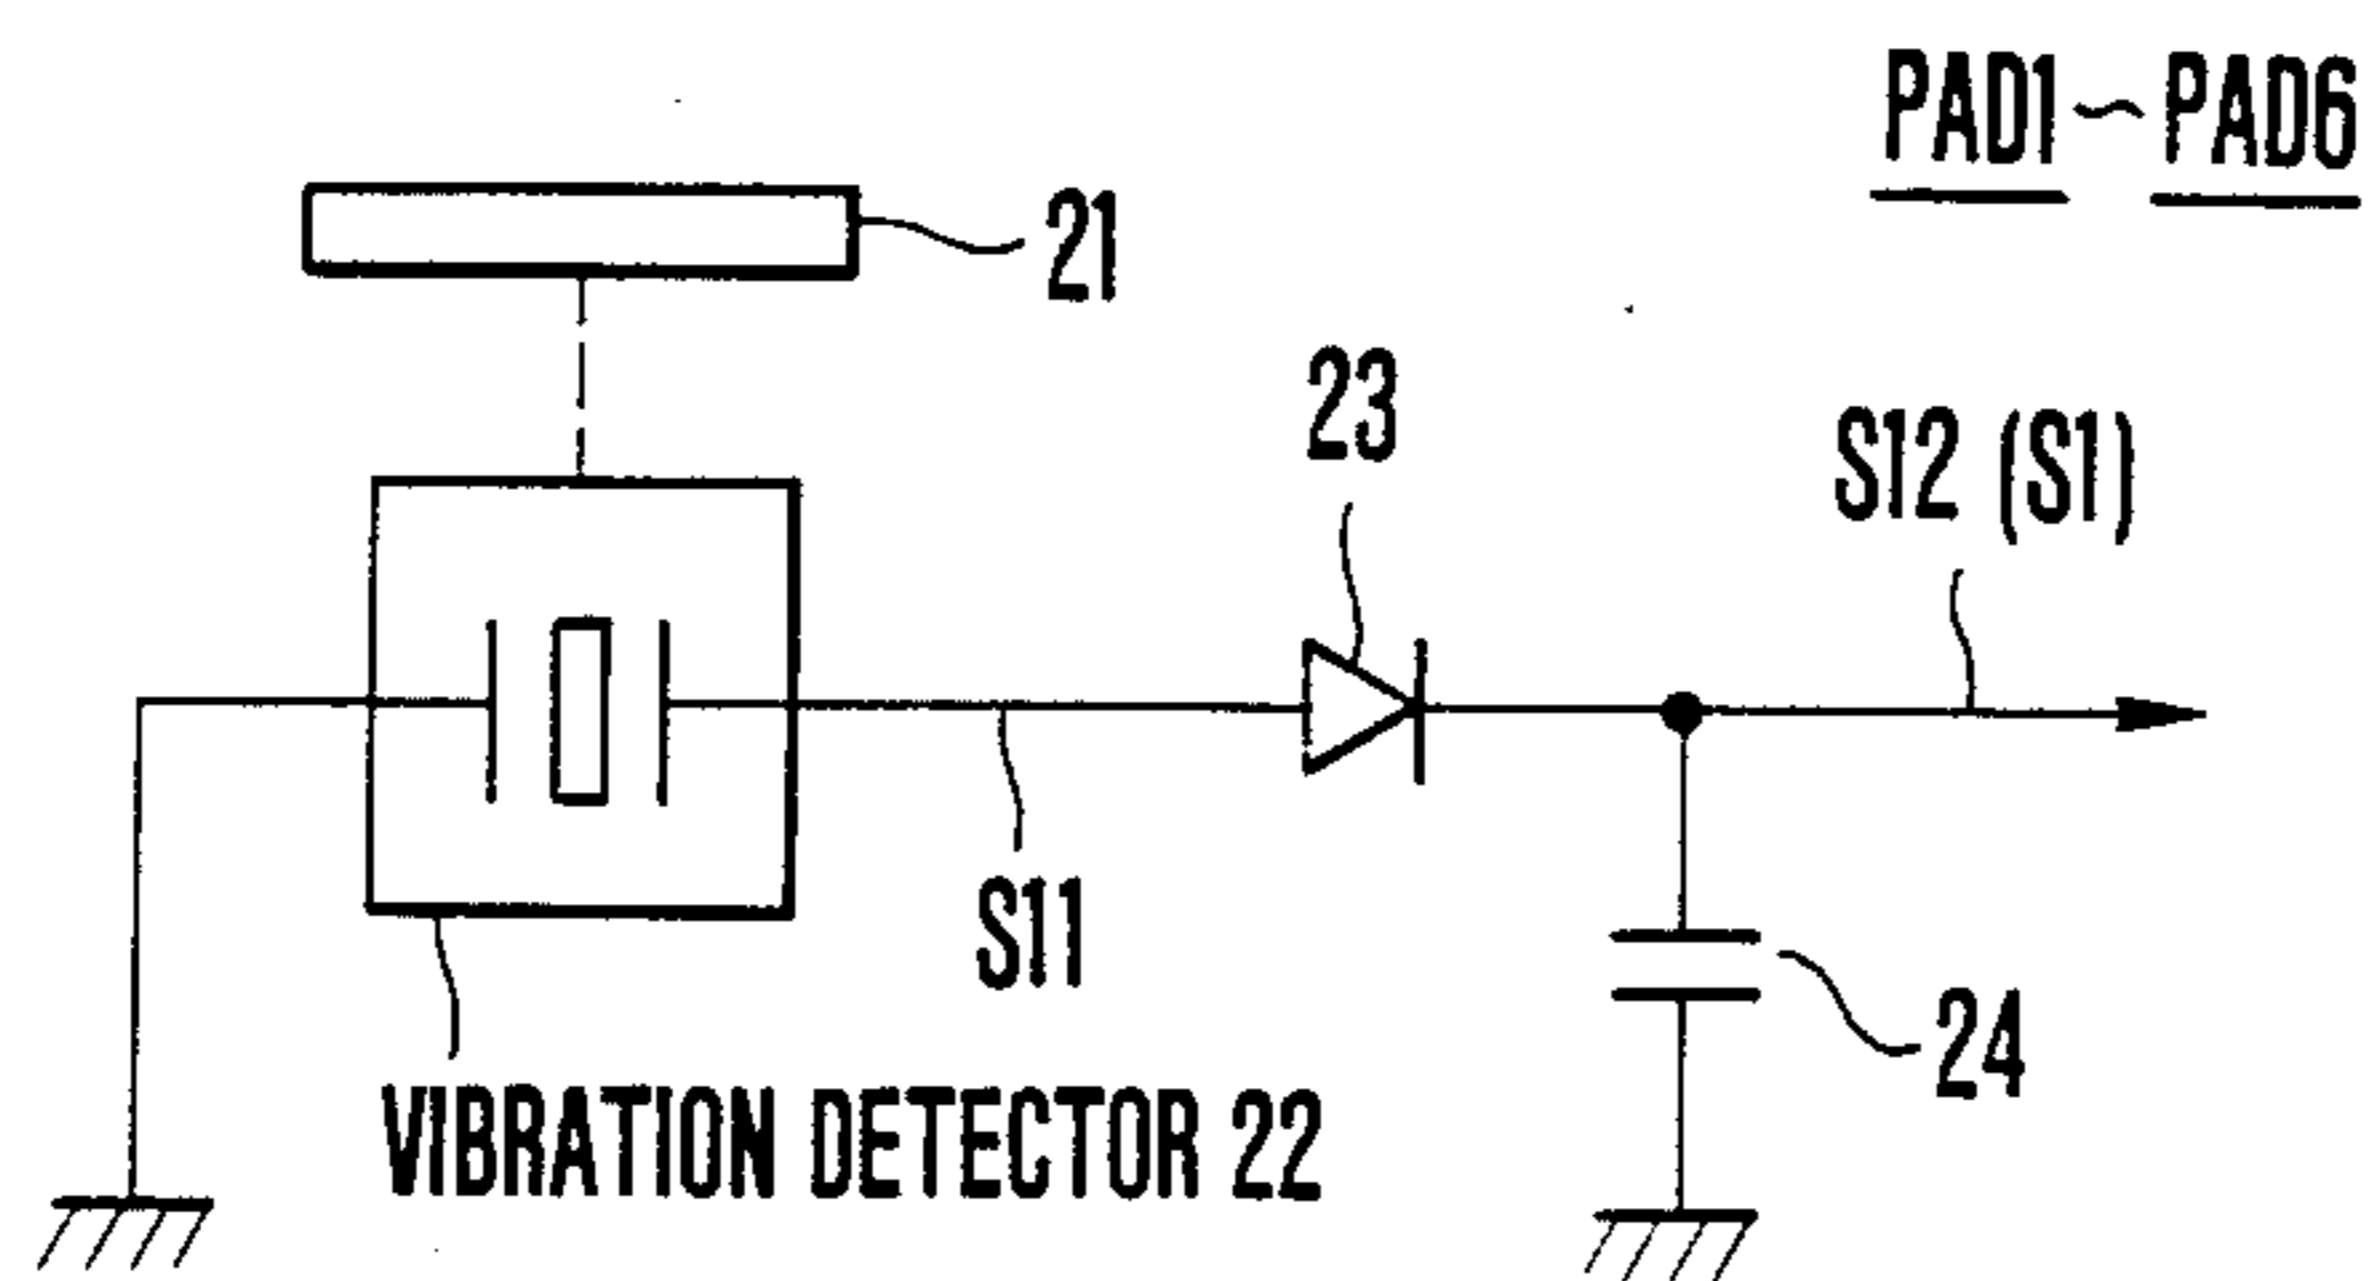 PAD1~PAD6
21
23
S12 (S1)
S11
24
VIBRATION DETECTOR 22